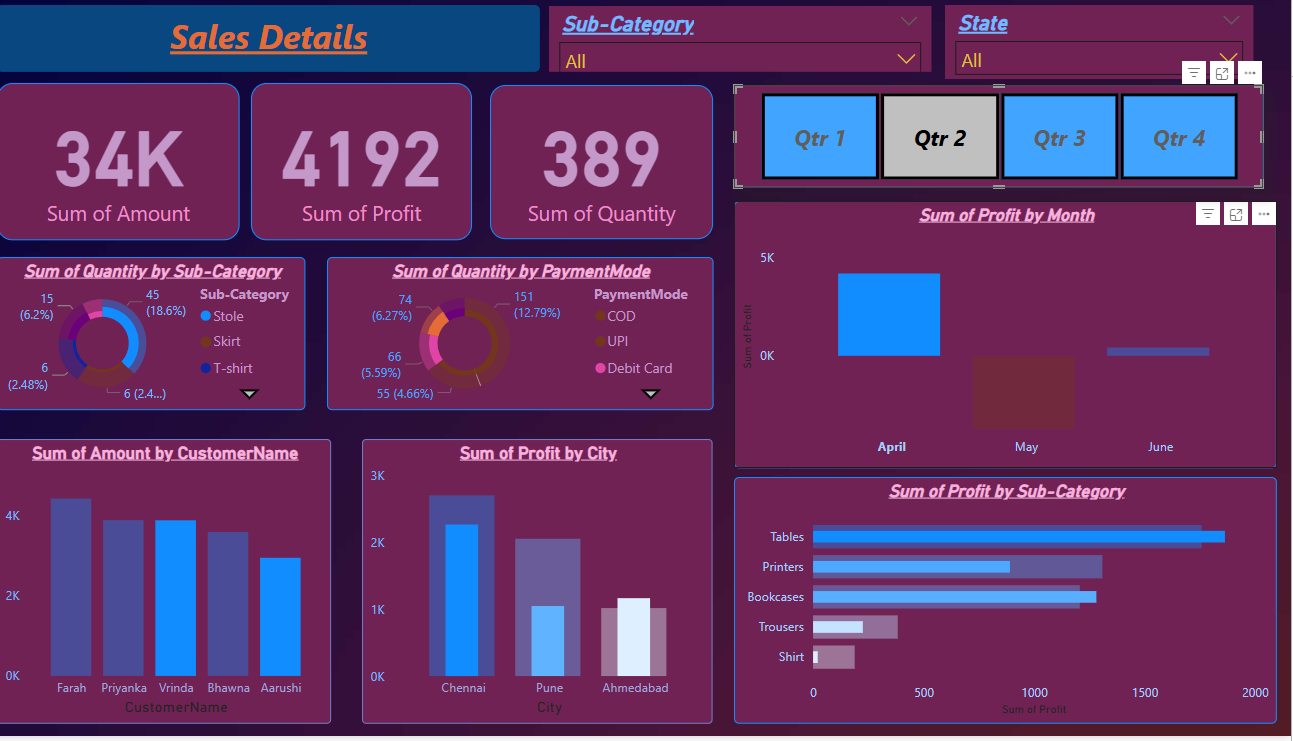 Sales Details
Sub-Category
All
State
All
34K
Sum of Amount
4192
Sum of Profit
389
Sum of Quantity
Qtr 1
Qtr 2
Qtr 3
Qtr 4
Sum of Quantity by Sub-Category
15
(6.2%)
45
(18.6%)
6
(2.48%)
6 (2.4...)
Sub-Category
Stole
Skirt
T-shirt
Sum of Quantity by PaymentMode
74
(6.27%)
151
(12.79%)
66
(5.59%)
55 (4.66%)
PaymentMode
COD
UPI
Debit Card
Sum of Profit by Month
5K
0K
Sum of Profit
April
May
June
Sum of Amount by CustomerName
4K
2K
0K
Farah
Priyanka
Vrinda
Bhawna
Aarushi
CustomerName
Sum of Profit by City
3K
2K
1K
0K
Chennai
Pune
Ahmedabad
City
Sum of Profit by Sub-Category
Tables
Printers
Bookcases
Trousers
Shirt
0
500
1000
1500
2000
Sum of Profit